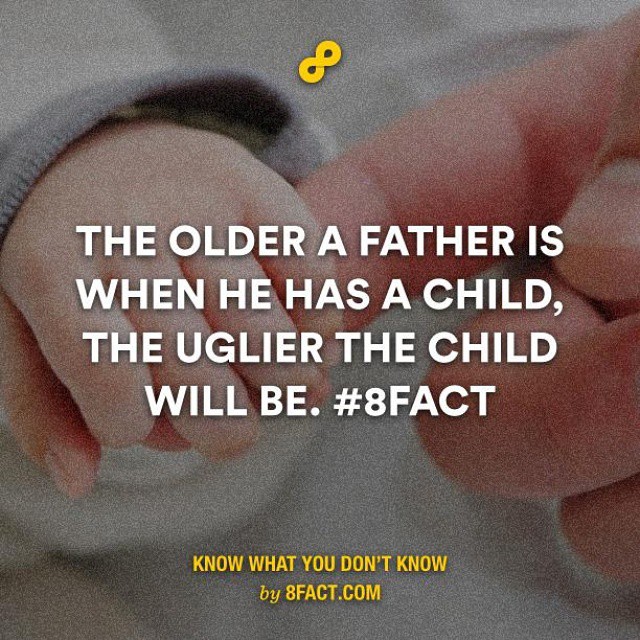 THE OLDER A FATHER IS
WHEN HE HAS A CHILD,
THE UGLIER THE CHILD
WILL BE. #8FACT
KNOW WHAT YOU DON'T KNOW
by 8FACT.COM